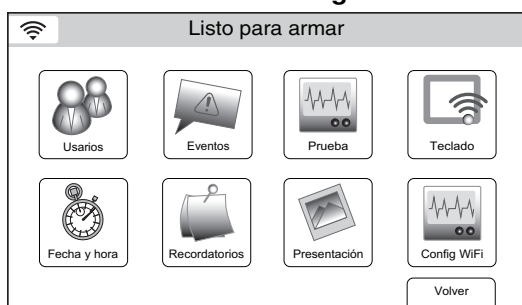 Listo para armar
Usarios
Eventos
Prueba
Teclado
Fecha y hora
Recordatorios
Presentación
Config WiFi
Volver